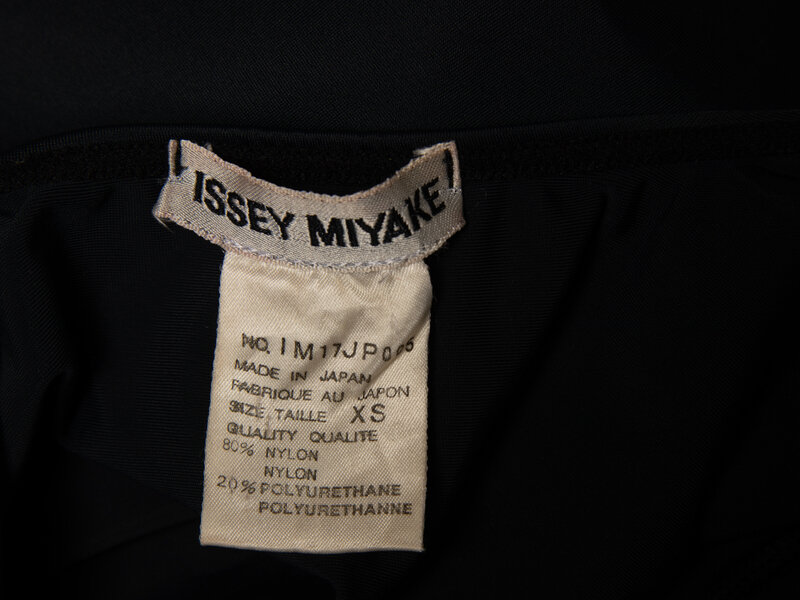 ISSEY MIYAKE
NO. IM17JP005
MADE IN JAPAN
FABRIQUE AU JAPON
SIZE, TAILLE XS
QUALITY QUALITE
80% NYLON
NYLON
20% POLYURETHANE
POLYURETHANNE